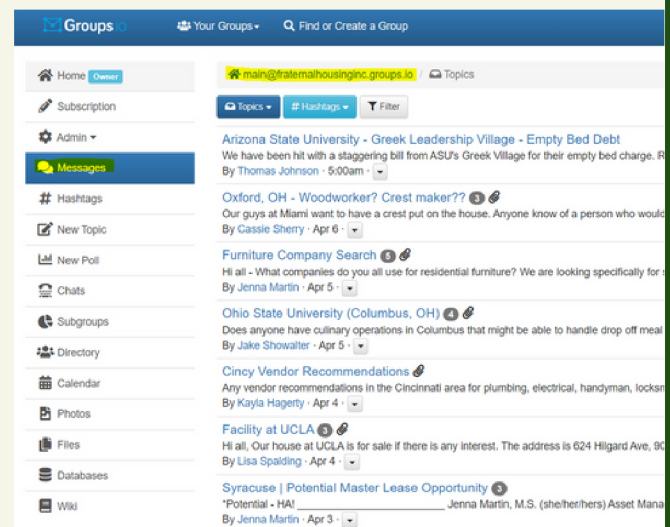 Groups.io Your Groups Find or Create a Group
Home Owner
Subscription
Admin
Messages
# Hashtags
New Topic
New Poll
Chats
Subgroups
Directory
Calendar
Photos
Files
Databases
Wiki
main@fraternalhousinginc.groups.io / Topics
Topics # Hashtags Filter
Arizona State University - Greek Leadership Village - Empty Bed Debt
We have been hit with a staggering bill from ASU's Greek Village for their empty bed charge. R
By Thomas Johnson · 5:00am ·
Oxford, OH - Woodworker? Crest maker?? 3
Our guys at Miami want to have a crest put on the house. Anyone know of a person who would
By Cassie Sherry · Apr 6 ·
Furniture Company Search 5
Hi all - What companies do you all use for residential furniture? We are looking specifically for
By Jenna Martin · Apr 5 ·
Ohio State University (Columbus, OH) 4
Does anyone have culinary operations in Columbus that might be able to handle drop off meal
By Jake Showalter · Apr 5 ·
Cincy Vendor Recommendations
Any vendor recommendations in the Cincinnati area for plumbing, electrical, handyman, locksm
By Kayla Hagerty · Apr 4 ·
Facility at UCLA 3
Hi all, Our house at UCLA is for sale if there is any interest. The address is 624 Hilgard Ave, 90
By Lisa Spalding · Apr 4 ·
Syracuse | Potential Master Lease Opportunity 3
*Potential - HA! ______________________ Jenna Martin, M.S. (she/her/hers) Asset Mana
By Jenna Martin · Apr 3 ·